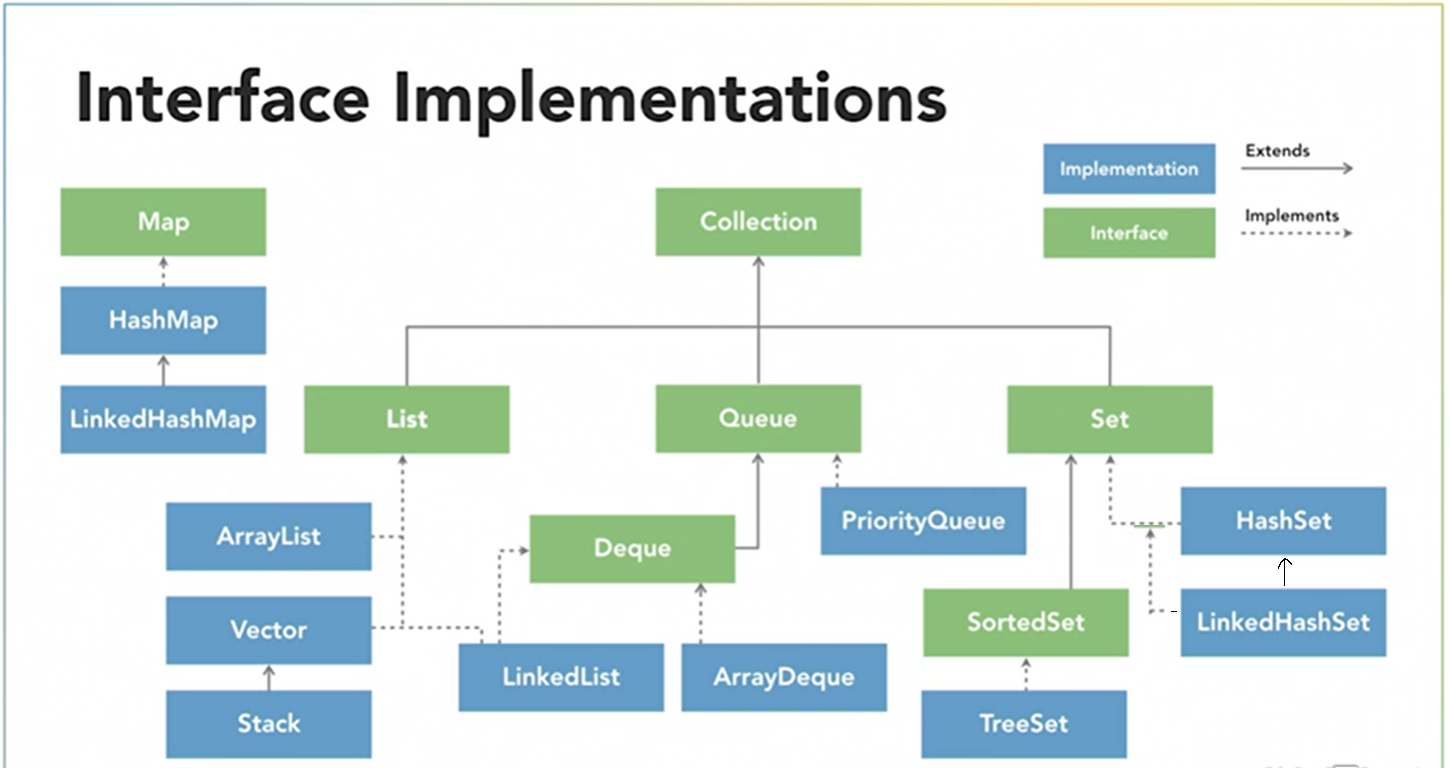 Interface Implementations
Implementation
Extends
Interface
Implements
Map
Collection
HashMap
LinkedHashMap
List
Queue
Set
ArrayList
Deque
PriorityQueue
HashSet
Vector
LinkedList
ArrayDeque
SortedSet
LinkedHashSet
Stack
TreeSet